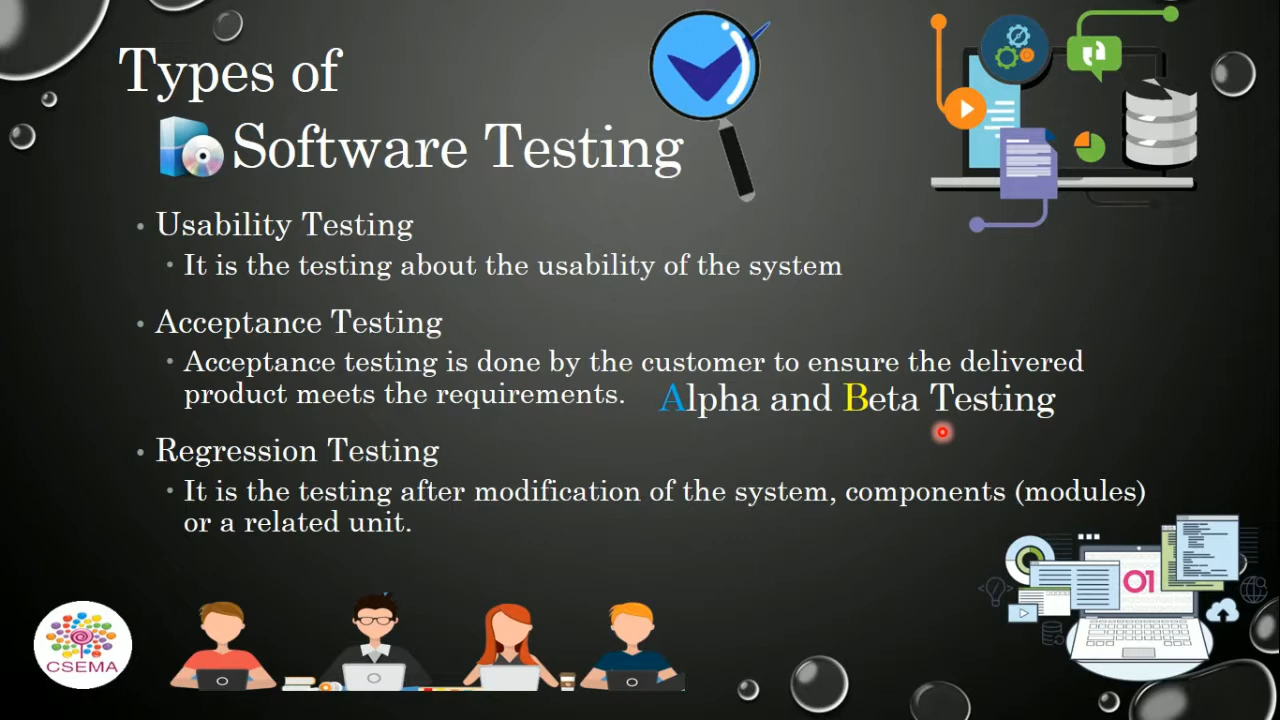 Types of
Software Testing
• Usability Testing
• It is the testing about the usability of the system
• Acceptance Testing
• Acceptance testing is done by the customer to ensure the delivered
product meets the requirements.
Alpha and Beta Testing
• Regression Testing
• It is the testing after modification of the system, components (modules)
or a related unit.
01
CSEMA